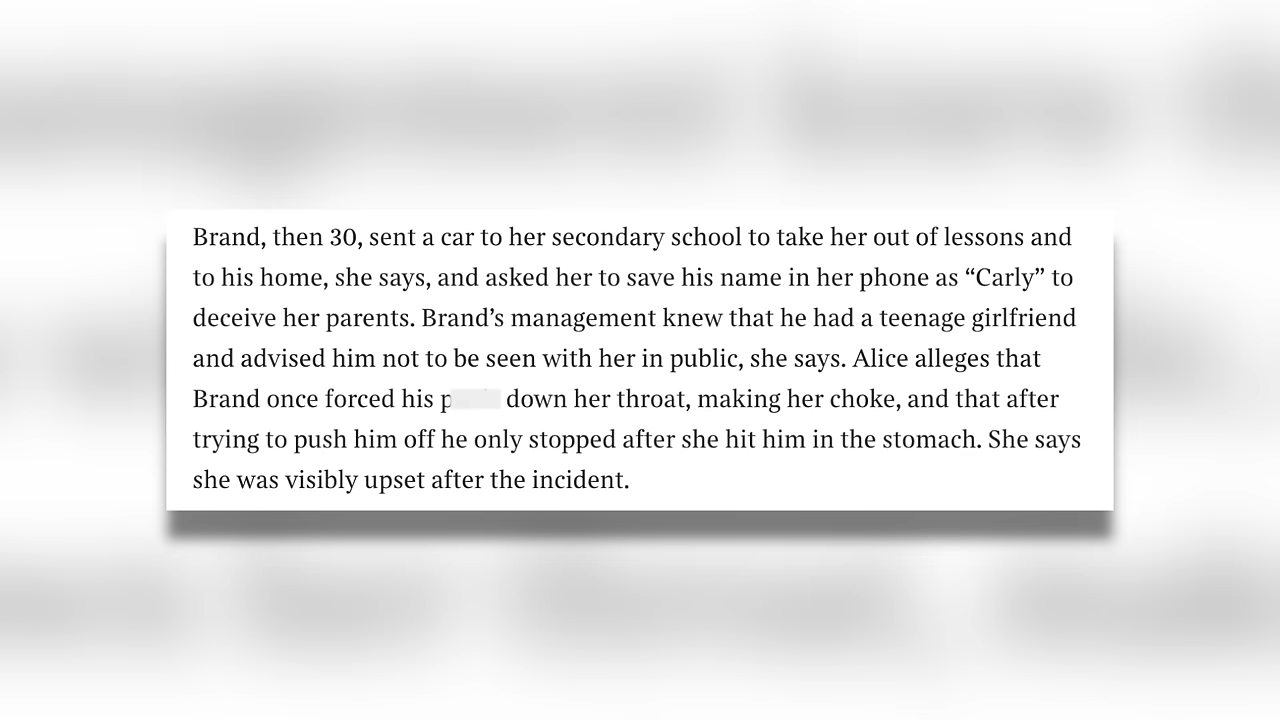 Brand, then 30, sent a car to her secondary school to take her out of lessons and
to his home, she says, and asked her to save his name in her phone as “Carly” to
deceive her parents. Brand’s management knew that he had a teenage girlfriend
and advised him not to be seen with her in public, she says. Alice alleges that
Brand once forced his p down her throat, making her choke, and that after
trying to push him off he only stopped after she hit him in the stomach. She says
she was visibly upset after the incident.